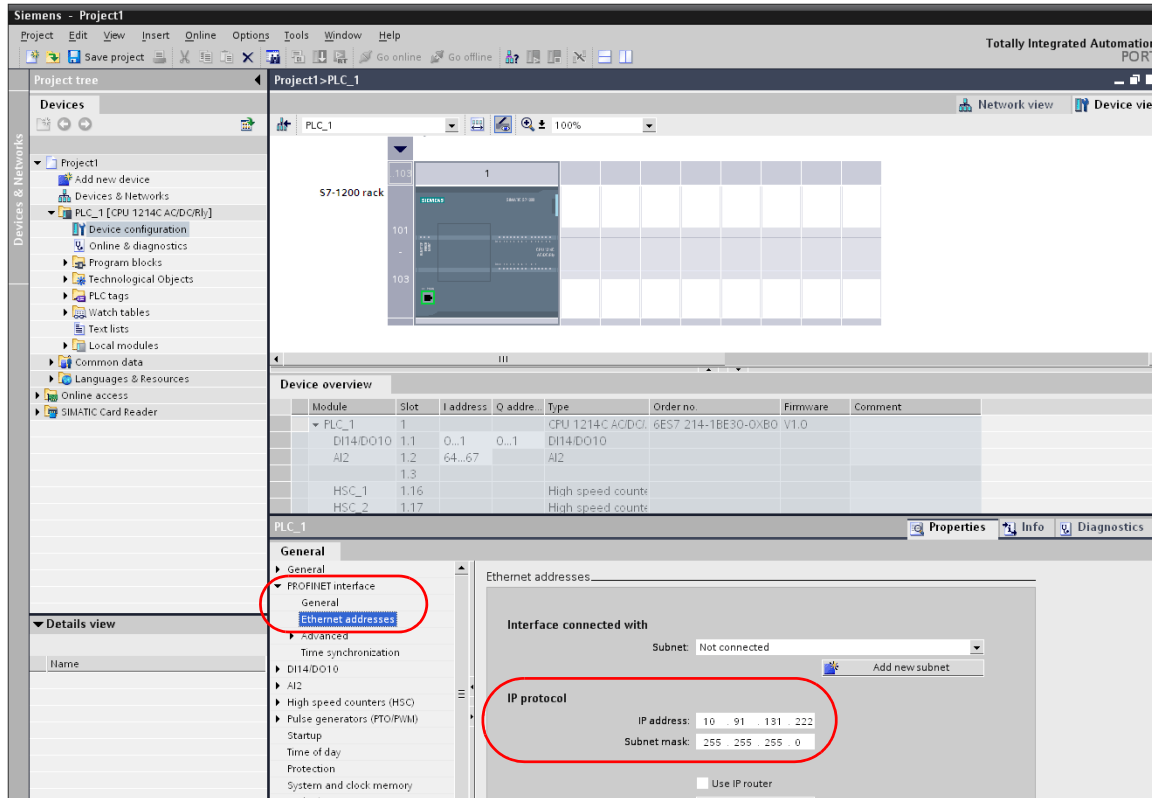 Siemens - Project1
Project Edit View Insert Online Options Tools Window Help
Totally Integrated Automation
PORT
Save project Go online Go offline
Project tree
Project1>PLC_1
Devices
Network view Device vie
Devices & Networks
PLC_1 100%
Project1
Add new device
Devices & Networks
PLC_1 [CPU 1214C AC/DC/Rly]
Device configuration
Online & diagnostics
Program blocks
Technological Objects
PLC tags
Watch tables
Text lists
Local modules
Common data
Languages & Resources
Online access
SIMATIC Card Reader
103 1
S7-1200 rack
SIEMENS
101
-
103
Device overview
Module Slot I address Q addre... Type Order no. Firmware Comment
PLC_1 1 CPU 1214C AC/DC/. 6ES7 214-1BE30-0XB0 V1.0
DI14/DO10 1.1 0...1 0...1 DI14/DO10
AI2 1.2 64...67 AI2
1.3
HSC_1 1.16 High speed counte
HSC_2 1.17 High speed counte
PLC_1
Properties Info Diagnostics
General
General
PROFINET interface
General
Ethernet addresses
Advanced
Time synchronization
DI14/DO10
AI2
High speed counters (HSC)
Pulse generators (PTO/PWM)
Startup
Time of day
Protection
System and clock memory
Ethernet addresses
Interface connected with
Subnet: Not connected
Add new subnet
IP protocol
IP address: 10 . 91 . 131 . 222
Subnet mask: 255 . 255 . 255 . 0
Use IP router
Details view
Name